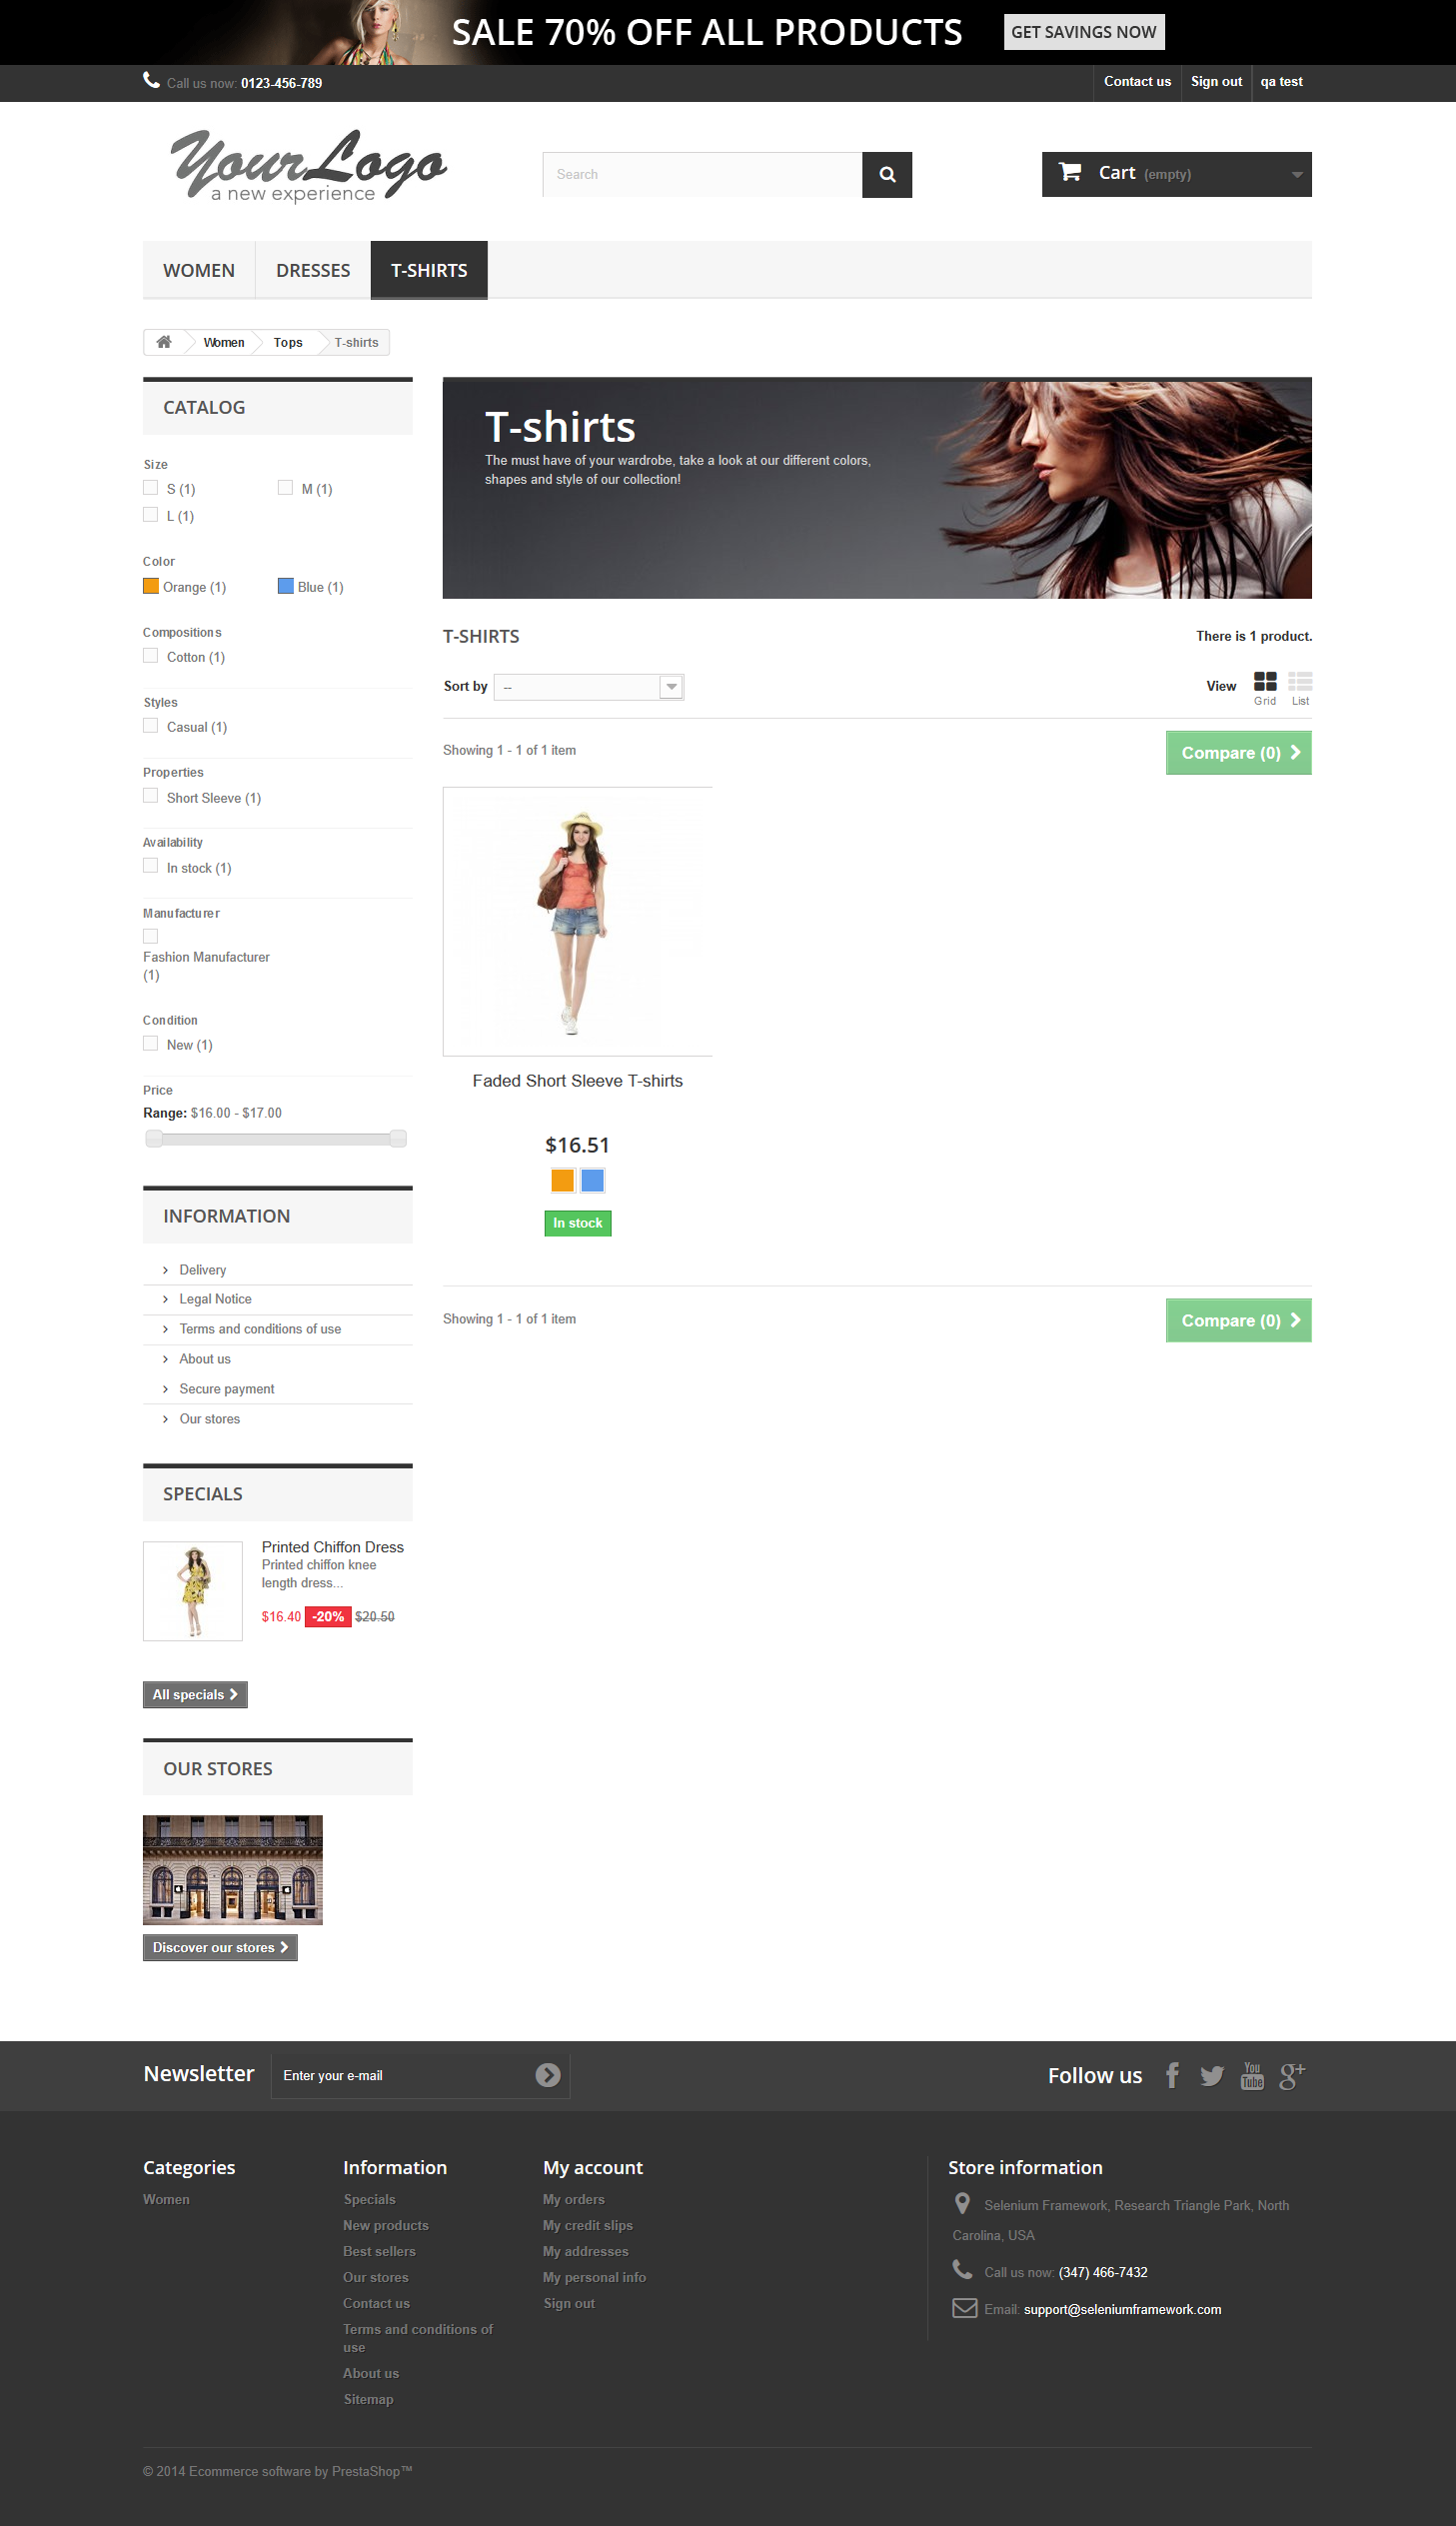 SALE 70% OFF ALL PRODUCTS
GET SAVINGS NOW
Call us now: 0123-456-789
Contact us
Sign out
qa test
YourLogo
a new experience
Search
Cart (empty)
WOMEN
DRESSES
T-SHIRTS
Women
Tops
T-shirts
CATALOG
Size
S (1)
M (1)
L (1)
Color
Orange (1)
Blue (1)
Compositions
Cotton (1)
Styles
Casual (1)
Properties
Short Sleeve (1)
Availability
In stock (1)
Manufacturer
Fashion Manufacturer
(1)
Condition
New (1)
Price
Range: $16.00 - $17.00
INFORMATION
Delivery
Legal Notice
Terms and conditions of use
About us
Secure payment
Our stores
SPECIALS
Printed Chiffon Dress
Printed chiffon knee
length dress...
$16.40 -20% $20.50
All specials
OUR STORES
Discover our stores
T-shirts
The must have of your wardrobe, take a look at our different colors,
shapes and style of our collection!
T-SHIRTS
There is 1 product.
Sort by
--
View
Grid
List
Showing 1 - 1 of 1 item
Compare (0)
Faded Short Sleeve T-shirts
$16.51
In stock
Showing 1 - 1 of 1 item
Compare (0)
Newsletter
Enter your e-mail
Follow us
You
Tube
g+
Categories
Women
Information
Specials
New products
Best sellers
Our stores
Contact us
Terms and conditions of
use
About us
Sitemap
My account
My orders
My credit slips
My addresses
My personal info
Sign out
Store information
Selenium Framework, Research Triangle Park, North
Carolina, USA
Call us now: (347) 466-7432
Email: support@seleniumframework.com
© 2014 Ecommerce software by PrestaShop™